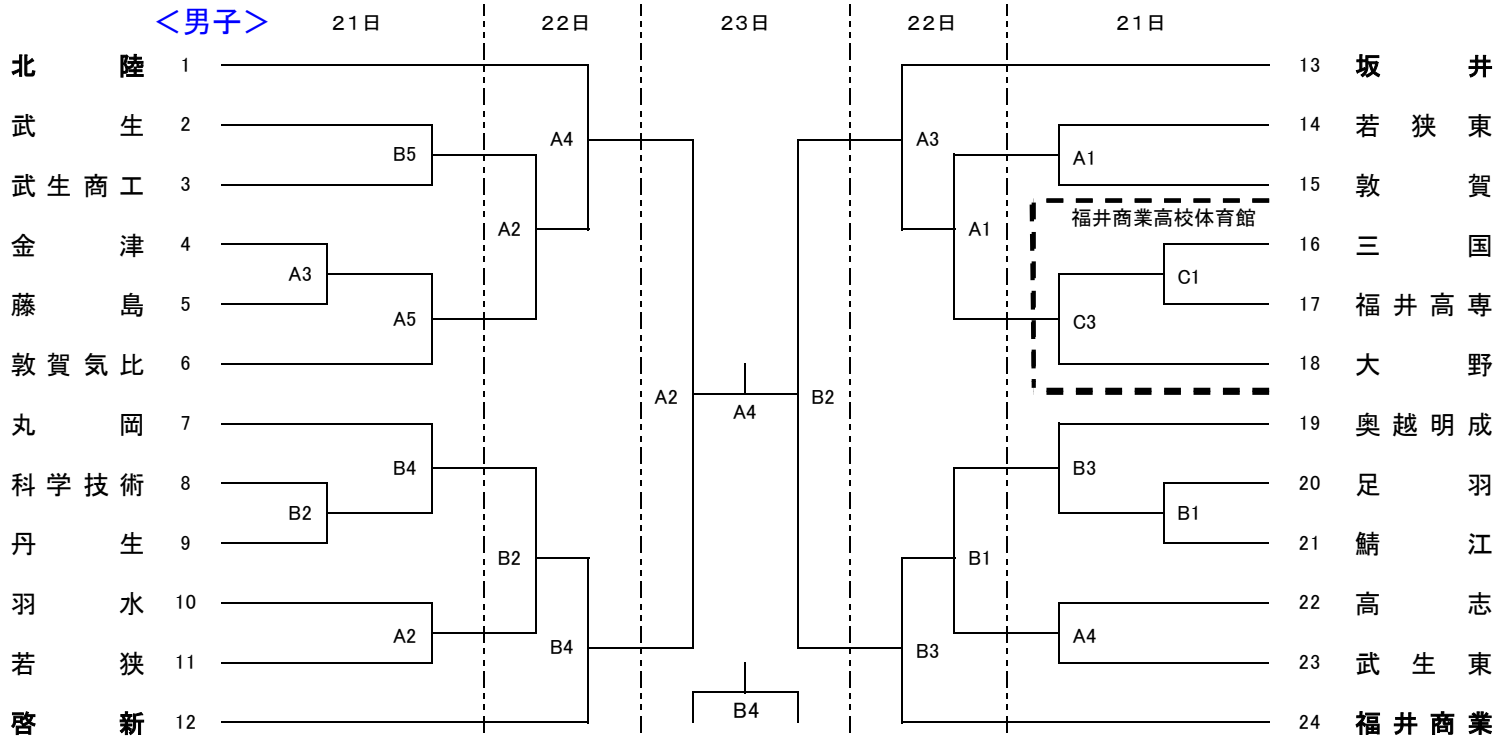 ＜男子＞ 21日 22日 23日 22日 21日
北陸 1
武生 2
武生商工 3
金津 4
藤島 5
敦賀気比 6
丸岡 7
科学技術 8
丹生 9
羽水 10
若狭 11
啓新 12
B5
A3
A5
B4
B2
A2
A4
A2
B2
B4
A2
A4
B4
B2
A3
A1
B1
B3
A1
福井商業高校体育館
C1
C3
B3
B1
A4
13 坂井
14 若狭東
15 敦賀
16 三国
17 福井高専
18 大野
19 奥越明成
20 足羽
21 鯖江
22 高志
23 武生東
24 福井商業